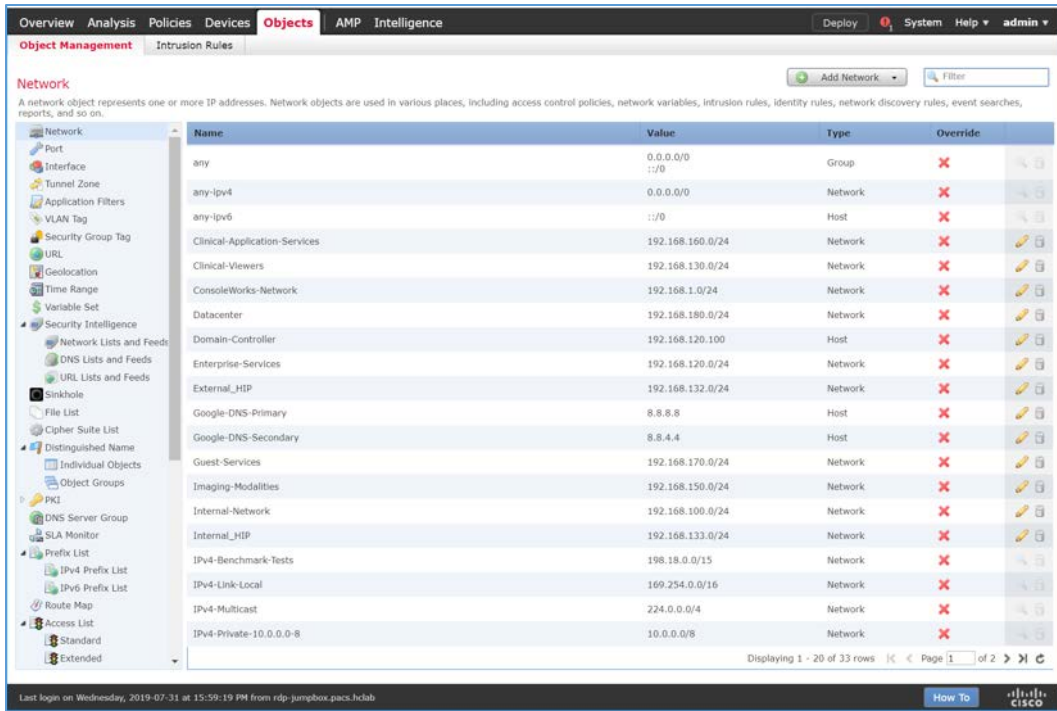 Overview Analysis Policies Devices Objects AMP Intelligence Deploy System Help admin
Object Management Intrusion Rules
Network
Add Network
Filter
A network object represents one or more IP addresses. Network objects are used in various places, including access control policies, network variables, intrusion rules, identity rules, network discovery rules, event searches,
reports, and so on.
Network
Port
Interface
Tunnel Zone
Application Filters
VLAN Tag
Security Group Tag
URL
Geolocation
Time Range
Variable Set
Security Intelligence
Network Lists and Feeds
DNS Lists and Feeds
URL Lists and Feeds
Sinkhole
File List
Cipher Suite List
Distinguished Name
Individual Objects
Object Groups
PKI
DNS Server Group
SLA Monitor
Prefix List
IPv4 Prefix List
IPv6 Prefix List
Route Map
Access List
Standard
Extended
Name Value Type Override
any 0.0.0.0/0 Group
::/0
any-ipv4 0.0.0.0/0 Network
any-ipv6 ::/0 Host
Clinical-Application-Services 192.168.160.0/24 Network
Clinical-Viewers 192.168.130.0/24 Network
ConsoleWorks-Network 192.168.1.0/24 Network
Datacenter 192.168.180.0/24 Network
Domain-Controller 192.168.120.100 Host
Enterprise-Services 192.168.120.0/24 Network
External_HIP 192.168.132.0/24 Network
Google-DNS-Primary 8.8.8.8 Host
Google-DNS-Secondary 8.8.4.4 Host
Guest-Services 192.168.170.0/24 Network
Imaging-Modalities 192.168.150.0/24 Network
Internal-Network 192.168.100.0/24 Network
Internal_HIP 192.168.133.0/24 Network
IPv4-Benchmark-Tests 198.18.0.0/15 Network
IPv4-Link-Local 169.254.0.0/16 Network
IPv4-Multicast 224.0.0.0/4 Network
IPv4-Private-10.0.0.0-8 10.0.0.0/8 Network
Displaying 1 - 20 of 33 rows Page 1 of 2
Last login on Wednesday, 2019-07-31 at 15:59:19 PM from rdp-jumpbox.pacs.hclab
How To
CISCO